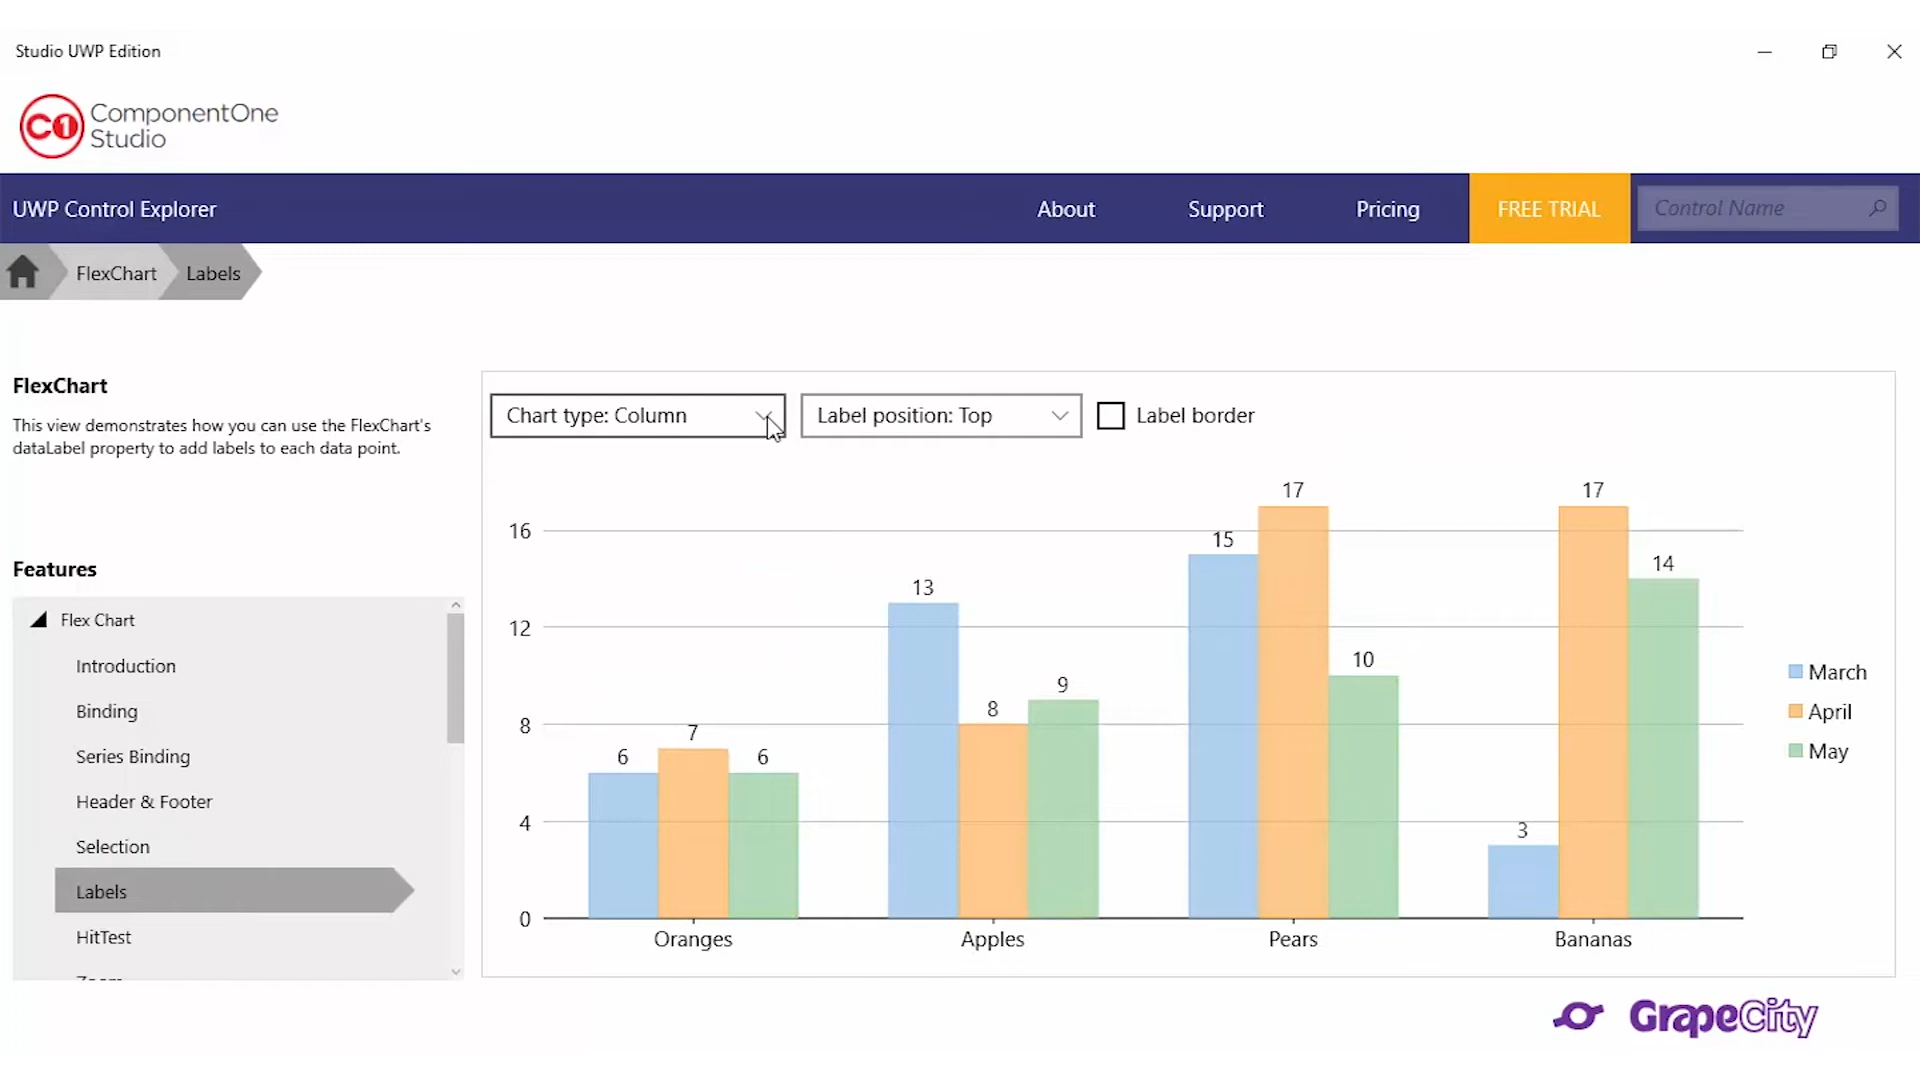 Studio UWP Edition
C1 ComponentOne
Studio
UWP Control Explorer
About
Support
Pricing
FREE TRIAL
Control Name
FlexChart
Labels
FlexChart
This view demonstrates how you can use the FlexChart's
dataLabel property to add labels to each data point.
Features
Flex Chart
Introduction
Binding
Series Binding
Header & Footer
Selection
Labels
HitTest
Chart type: Column
Label position: Top
Label border
16
12
8
4
0
6
7
6
13
8
9
15
17
10
3
17
14
Oranges
Apples
Pears
Bananas
March
April
May
GrapeCity